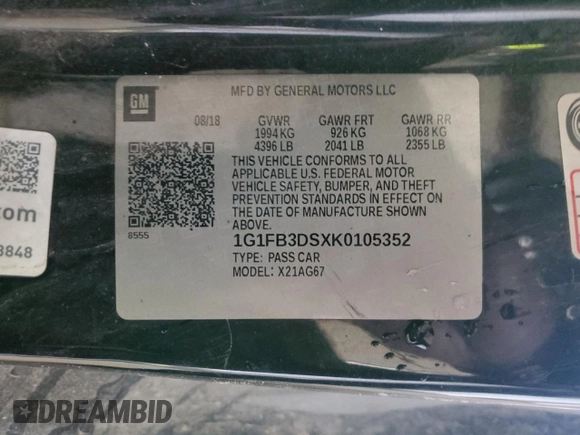 MFD BY GENERAL MOTORS LLC
GM
08/18 GVWR GAWR FRT GAWR RR
1994 KG 926 KG 1068 KG
4396 LB 2041 LB 2355 LB
THIS VEHICLE CONFORMS TO ALL
APPLICABLE U.S. FEDERAL MOTOR
VEHICLE SAFETY, BUMPER, AND THEFT
PREVENTION STANDARDS IN EFFECT
ON THE DATE OF MANUFACTURE SHOWN
ABOVE.
8555
1G1FB3DSXK0105352
TYPE: PASS CAR
MODEL: X21AG67
.com
3848
DREAMBID